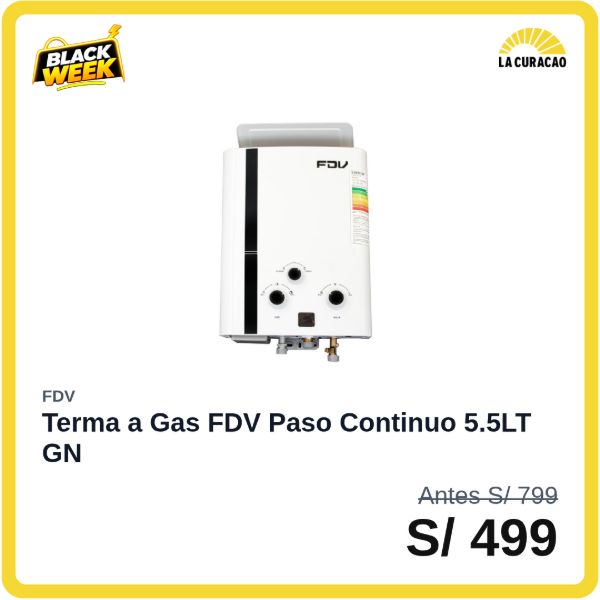 BLACK
WEEK
LA CURACAO
FDV
FDV
Terma a Gas FDV Paso Continuo 5.5LT
GN
Antes S/ 799
S/ 499